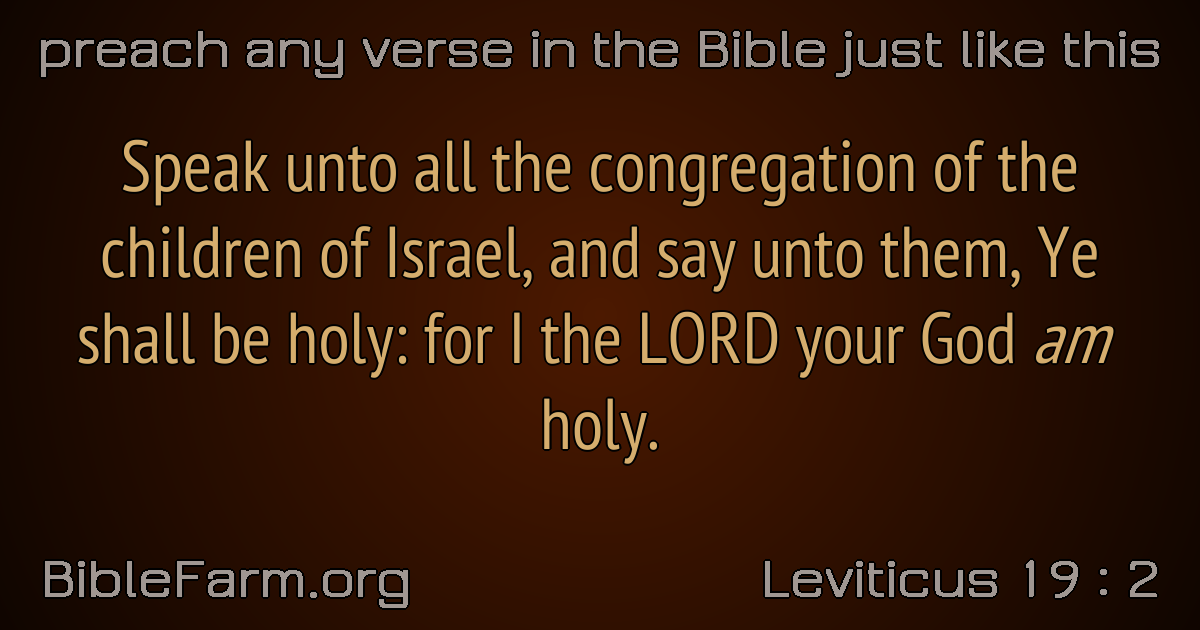 preach any verse in the Bible just like this
Speak unto all the congregation of the
children of Israel, and say unto them, Ye
shall be holy: for I the LORD your God am
holy.
BibleFarm.org
Leviticus 19 : 2